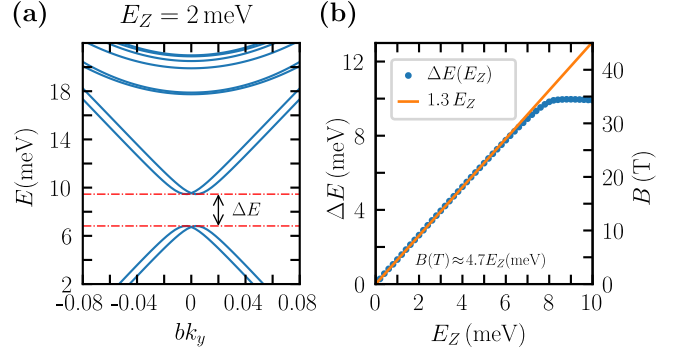 (a)
E_Z = 2 meV
E(meV)
18
14
10
6
2
ΔE
-0.08
-0.04
0
0.04
0.08
bk_y
(b)
ΔE (meV)
12
8
4
0
ΔE(E_Z)
1.3 E_Z
B(T)≈4.7E_Z(meV)
0
2
4
6
8
10
E_Z (meV)
40
30
20
10
0
B (T)